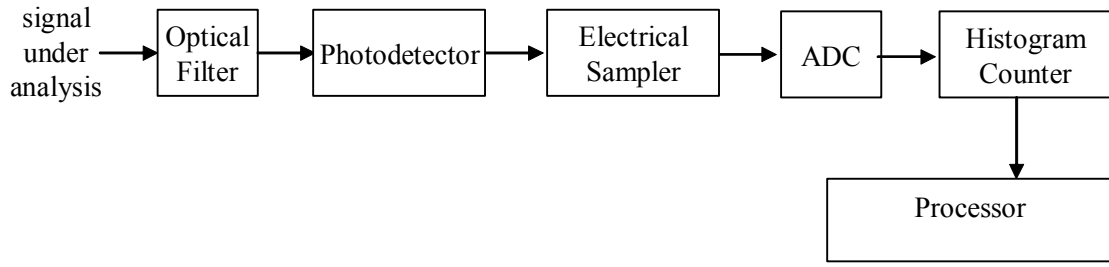 signal
under
analysis
Optical
Filter
Photodetector
Electrical
Sampler
ADC
Histogram
Counter
Processor